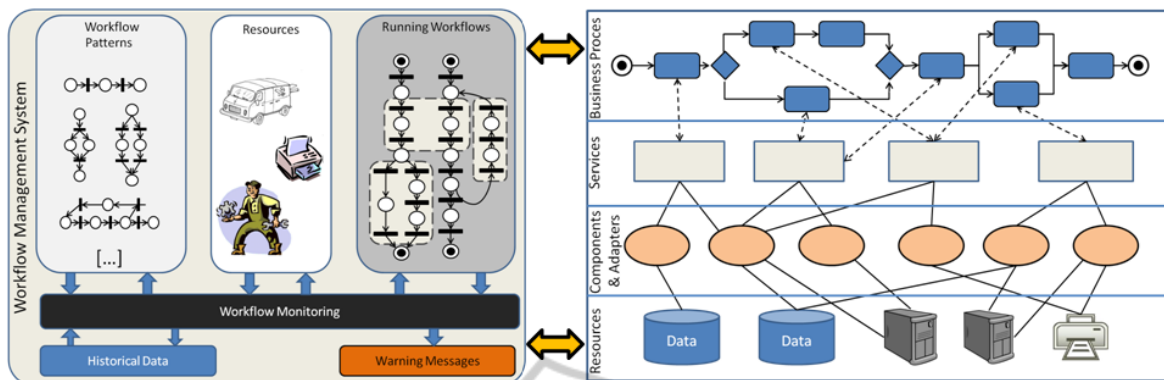 Workflow Management System
Workflow
Patterns
[...]
Resources
Running Workflows
Workflow Monitoring
Historical Data
Warning Messages
Business Proces
Services
Components
& Adapters
Resources
Data
Data